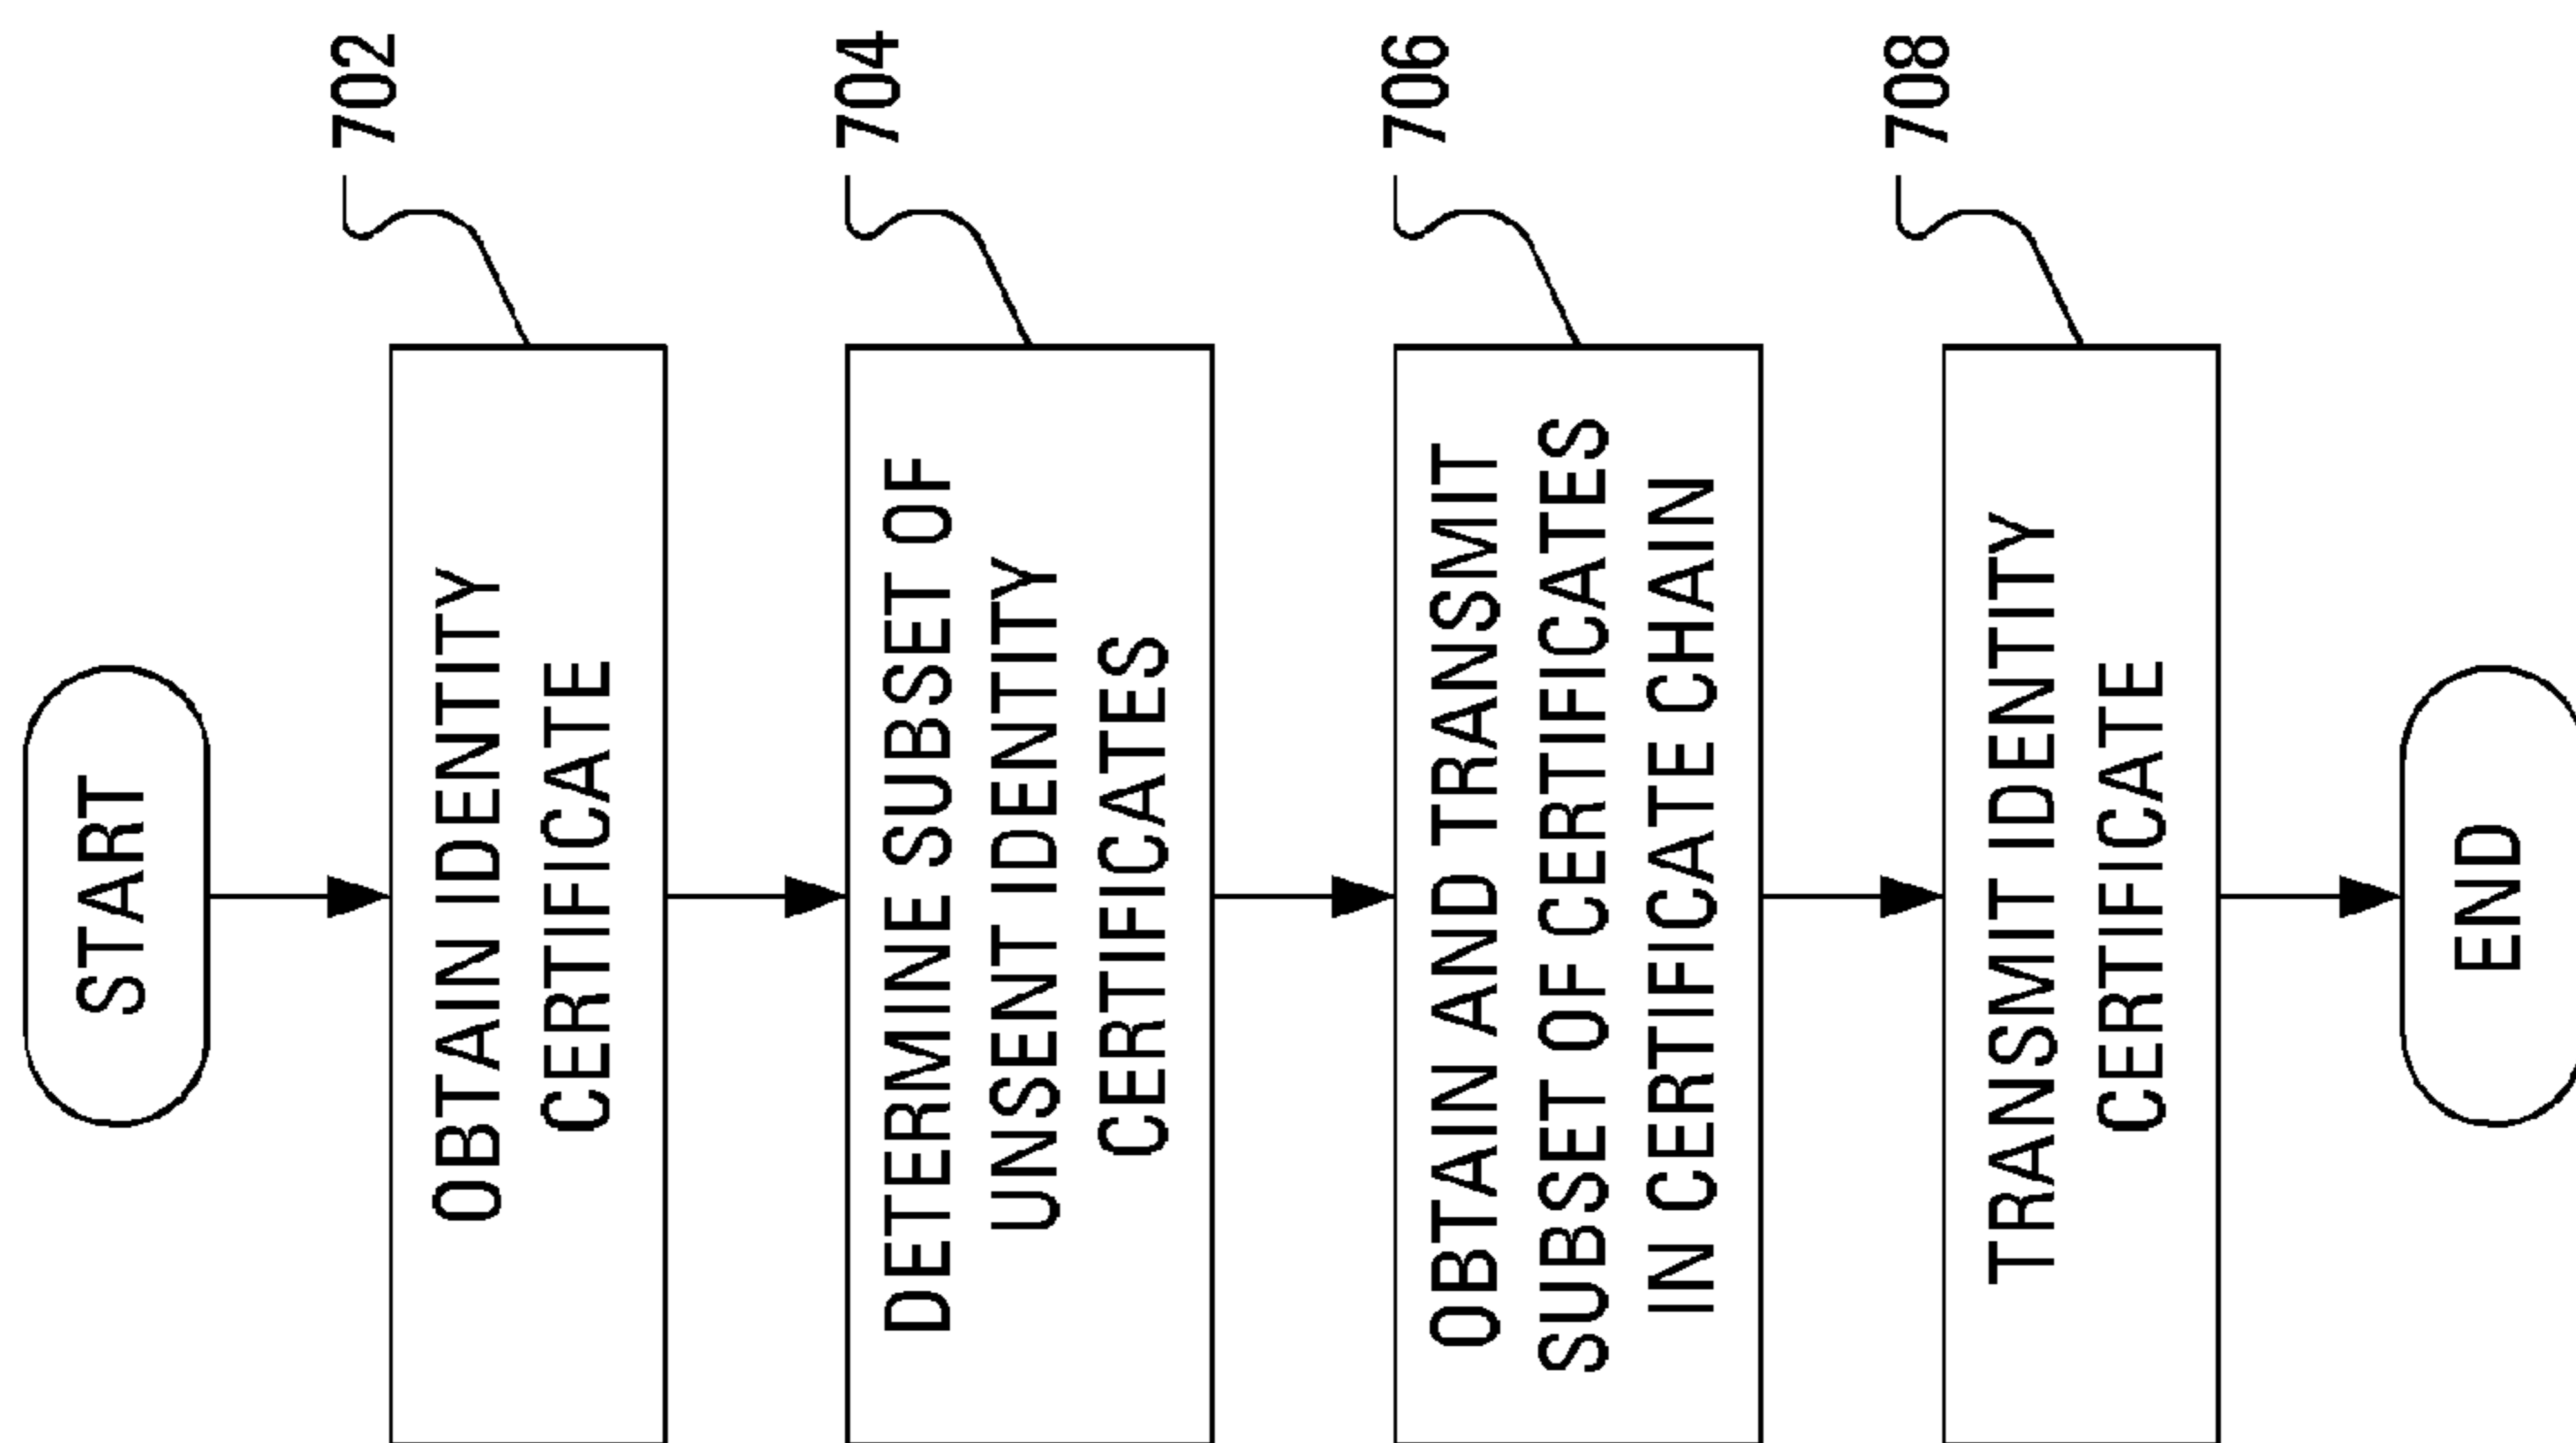 START
702
OBTAIN IDENTITY
CERTIFICATE
704
DETERMINE SUBSET OF
UNSENT IDENTITY
CERTIFICATES
706
OBTAIN AND TRANSMIT
SUBSET OF CERTIFICATES
IN CERTIFICATE CHAIN
708
TRANSMIT IDENTITY
CERTIFICATE
END